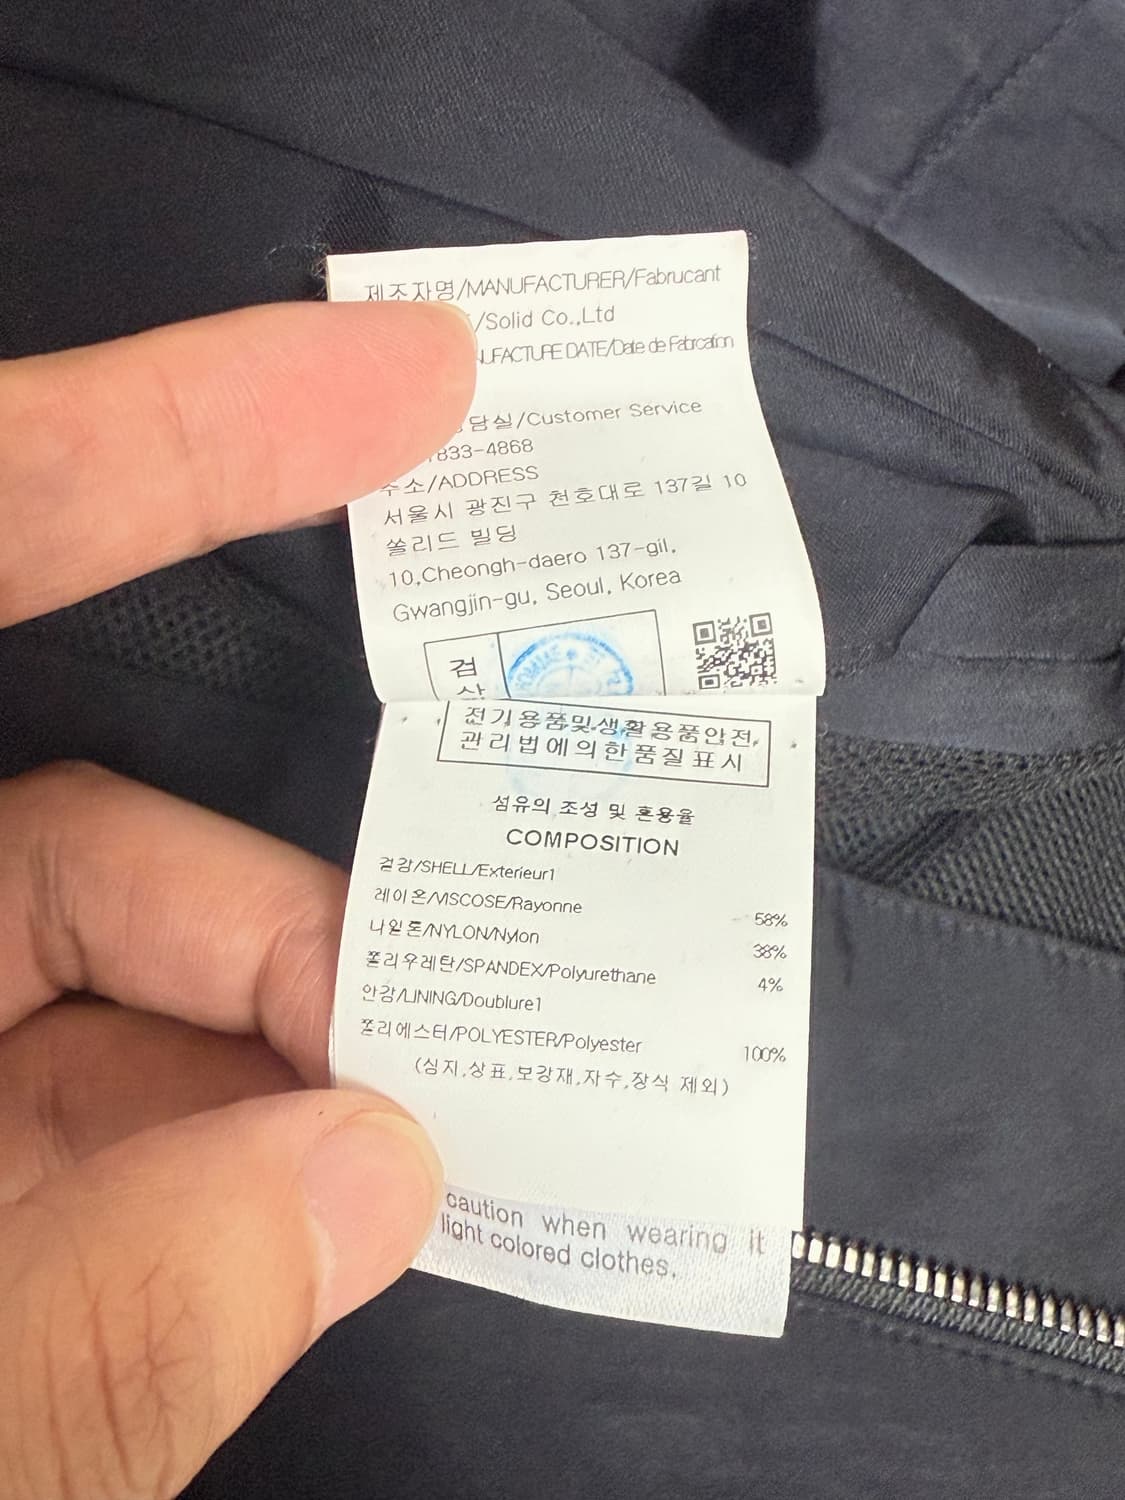 제조자명/MANUFACTURER/Fabrucant
/Solid Co.,Ltd
DATE/Date de Fabrcation
담실/Customer Service
833-4868
주소/ADDRESS
서울시 광진구 천호대로 137길 10
쏠리드 빌딩
10,Cheongh-daero 137-gil,
Gwangjin-gu, Seoul, Korea
검
전기용품및생활용품안전
관리법에의한품질표시
섬유의 조성 및 혼용율
COMPOSITION
겉감/SHELL/Exterieur1
레이온/VISCOSE/Rayonne 58%
나일론/NYLON/Nylon 38%
폴리우레탄/SPANDEX/Polyurethane 4%
안감/LINING/Doublure1
폴리에스터/POLYESTER/Polyester 100%
(심지,상표,보강재,자수,장식 제외)
caution when wearing it
light colored clothes.